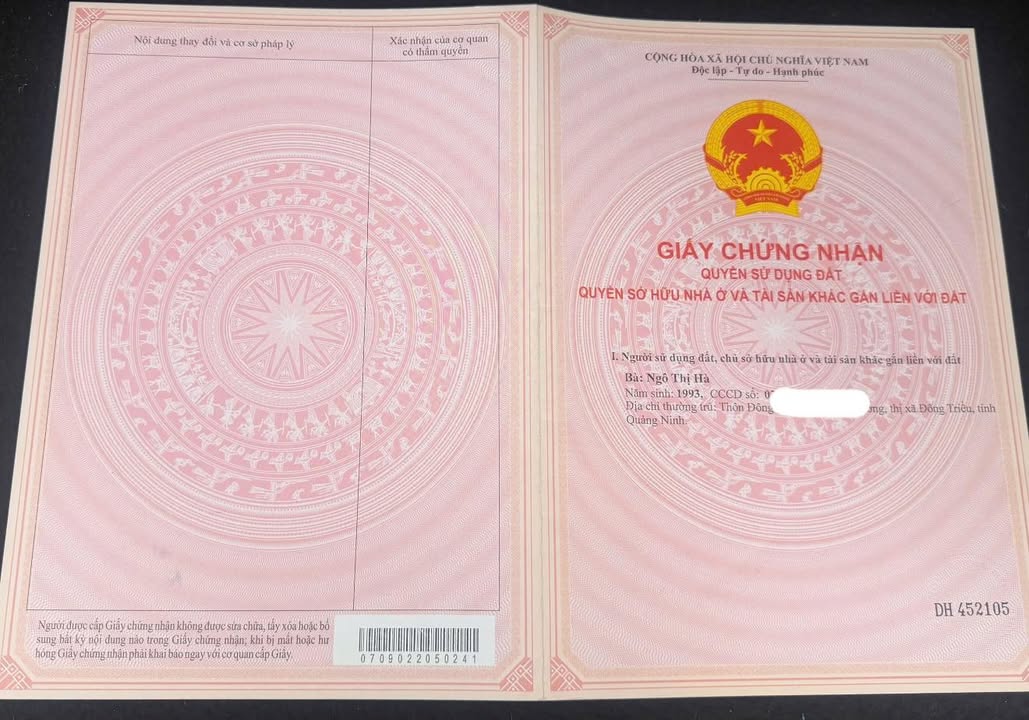 Nội dung thay đổi và cơ sở pháp lý
Xác nhận của cơ quan
có thẩm quyền
Người được cấp Giấy chứng nhận không được sửa chữa, tẩy xóa hoặc bổ
sung bất kỳ nội dung nào trong Giấy chứng nhận; khi bị mất hoặc hư
hỏng Giấy chứng nhận phải khai báo ngay với cơ quan cấp Giấy.
0709022050241
CỘNG HÒA XÃ HỘI CHỦ NGHĨA VIỆT NAM
Độc lập - Tự do - Hạnh phúc
VIỆT NAM
GIẤY CHỨNG NHẬN
QUYỀN SỬ DỤNG ĐẤT
QUYỀN SỞ HỮU NHÀ Ở VÀ TÀI SẢN KHÁC GẮN LIỀN VỚI ĐẤT
I. Người sử dụng đất, chủ sở hữu nhà ở và tài sản khác gắn liền với đất
Bà: Ngô Thị Hà
Năm sinh: 1993, CCCD số: 0
Địa chỉ thường trú: Thôn Đông ng, thị xã Đông Triều, tỉnh
Quảng Ninh.
DH 452105